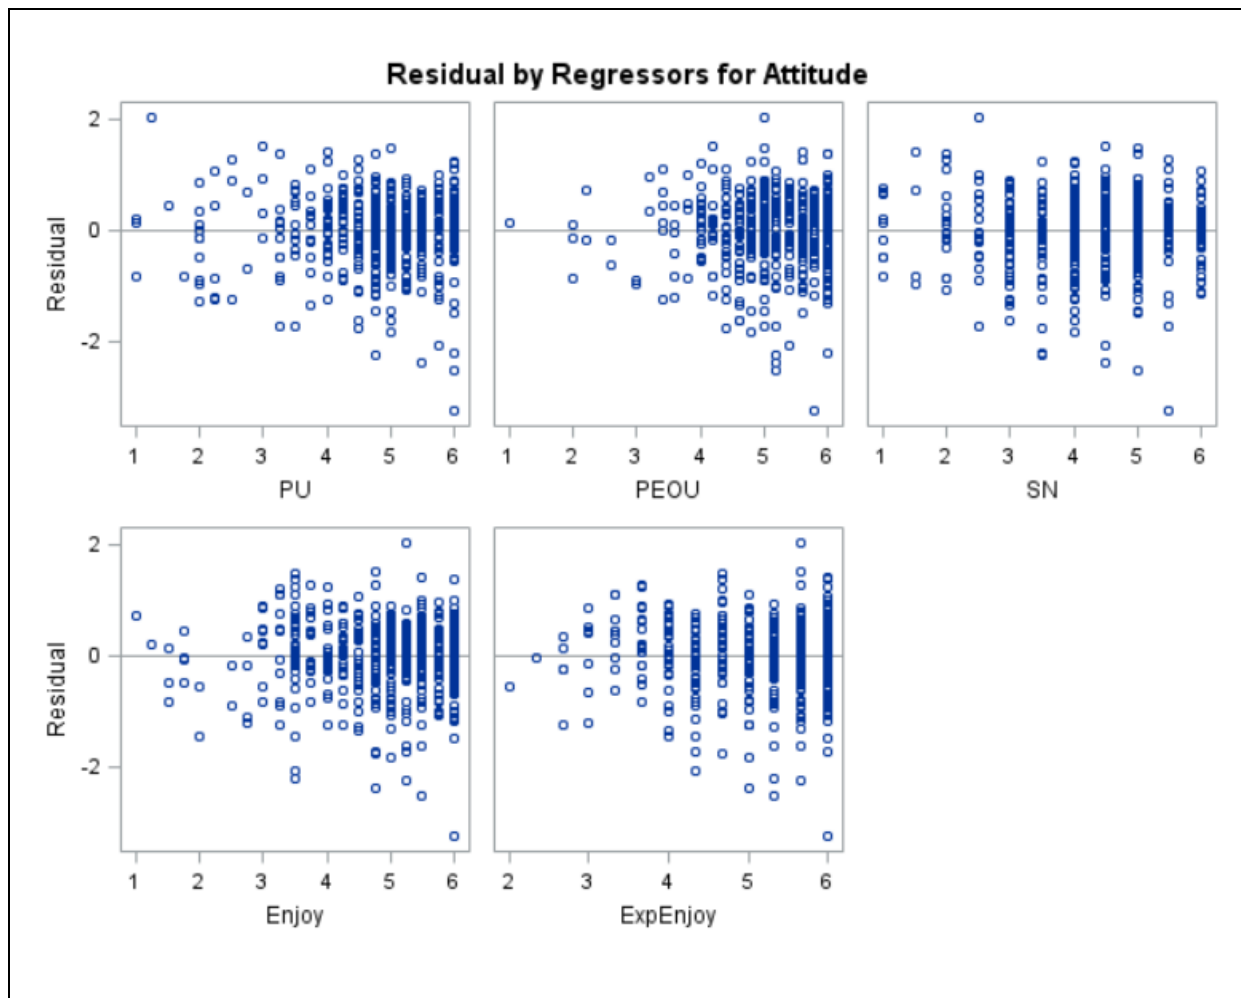 Residual by Regressors for Attitude
2
0
-2
Residual
1 2 3 4 5 6
PU
1 2 3 4 5 6
PEOU
1 2 3 4 5 6
SN
2
0
-2
Residual
1 2 3 4 5 6
Enjoy
2 3 4 5 6
ExpEnjoy